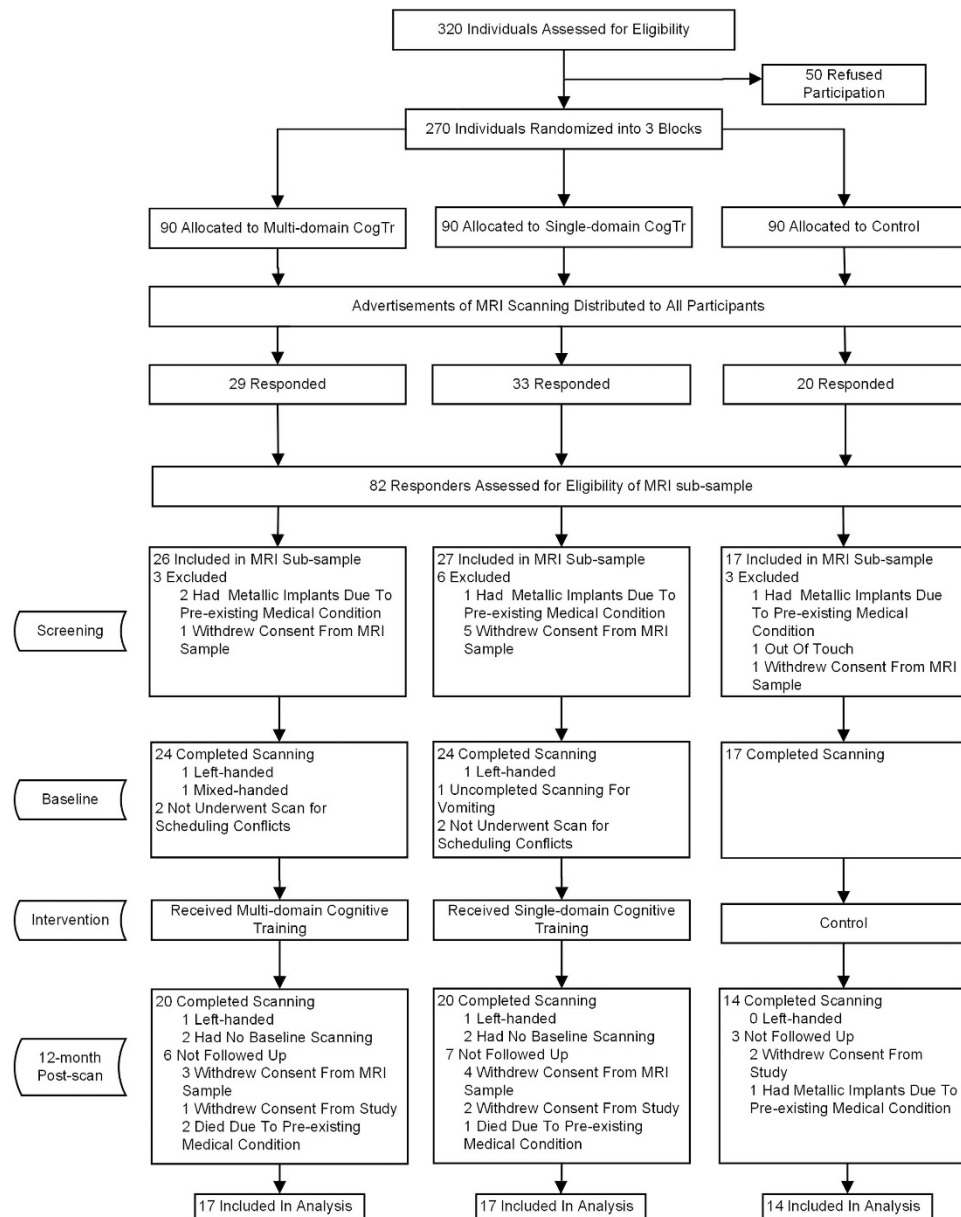 320 Individuals Assessed for Eligibility
50 Refused
Participation
270 Individuals Randomized into 3 Blocks
90 Allocated to Multi-domain CogTr
90 Allocated to Single-domain CogTr
90 Allocated to Control
Advertisements of MRI Scanning Distributed to All Participants
29 Responded
33 Responded
20 Responded
82 Responders Assessed for Eligibility of MRI sub-sample
Screening
26 Included in MRI Sub-sample
3 Excluded
2 Had Metallic Implants Due To
Pre-existing Medical Condition
1 Withdrew Consent From MRI
Sample
27 Included in MRI Sub-sample
6 Excluded
1 Had Metallic Implants Due To
Pre-existing Medical Condition
5 Withdrew Consent From MRI
Sample
17 Included in MRI Sub-sample
3 Excluded
1 Had Metallic Implants Due
To Pre-existing Medical
Condition
1 Out Of Touch
1 Withdrew Consent From MRI
Sample
Baseline
24 Completed Scanning
1 Left-handed
1 Mixed-handed
2 Not Underwent Scan for
Scheduling Conflicts
24 Completed Scanning
1 Left-handed
1 Uncompleted Scanning For
Vomiting
2 Not Underwent Scan for
Scheduling Conflicts
17 Completed Scanning
Intervention
Received Multi-domain Cognitive
Training
Received Single-domain Cognitive
Training
Control
12-month
Post-scan
20 Completed Scanning
1 Left-handed
2 Had No Baseline Scanning
6 Not Followed Up
3 Withdrew Consent From MRI
Sample
1 Withdrew Consent From Study
2 Died Due To Pre-existing
Medical Condition
20 Completed Scanning
1 Left-handed
2 Had No Baseline Scanning
7 Not Followed Up
4 Withdrew Consent From MRI
Sample
2 Withdrew Consent From Study
1 Died Due To Pre-existing
Medical Condition
14 Completed Scanning
0 Left-handed
3 Not Followed Up
2 Withdrew Consent From
Study
1 Had Metallic Implants Due To
Pre-existing Medical Condition
17 Included In Analysis
17 Included In Analysis
14 Included In Analysis